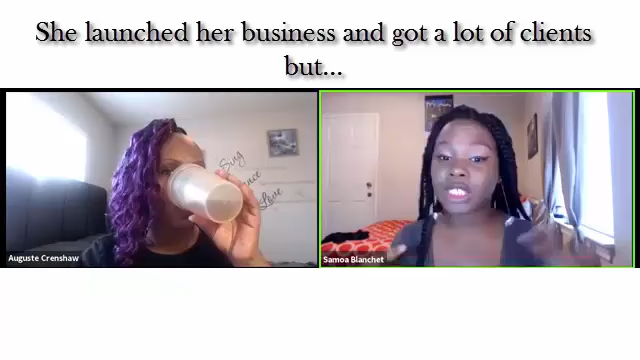 She launched her business and got a lot of clients
but...
Sing
Love
Auguste Crenshaw
Samoa Blanchet